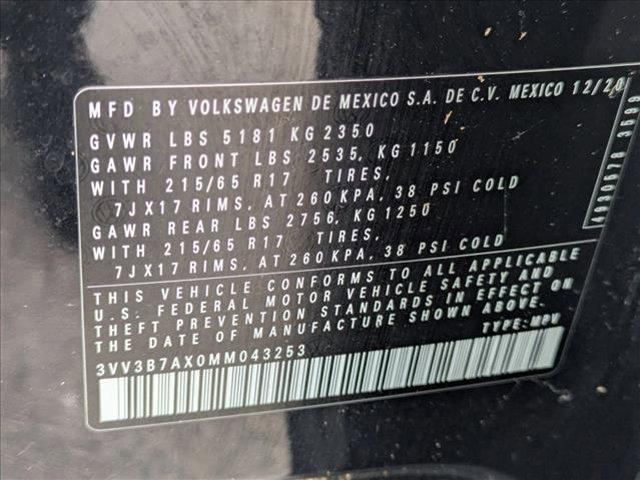 MFD BY VOLKSWAGEN DE MEXICO S.A. DE C.V. MEXICO 12/20
GVWR LBS 5181 KG 2350
GAWR FRONT LBS 2535, KG 1150
WITH 215/65 R17 TIRES,
7JX17 RIMS, AT 260 KPA, 38 PSI COLD
GAWR REAR LBS 2756, KG 1250
WITH 215/65 R17 TIRES,
7JX17 RIMS, AT 260 KPA, 38 PSI COLD
THIS VEHICLE CONFORMS TO ALL APPLICABLE
U.S. FEDERAL MOTOR VEHICLE SAFETY AND
THEFT PREVENTION STANDARDS IN EFFECT ON
THE DATE OF MANUFACTURE SHOWN ABOVE.
TYPE: MPV
3VV3B7AX0MM043253